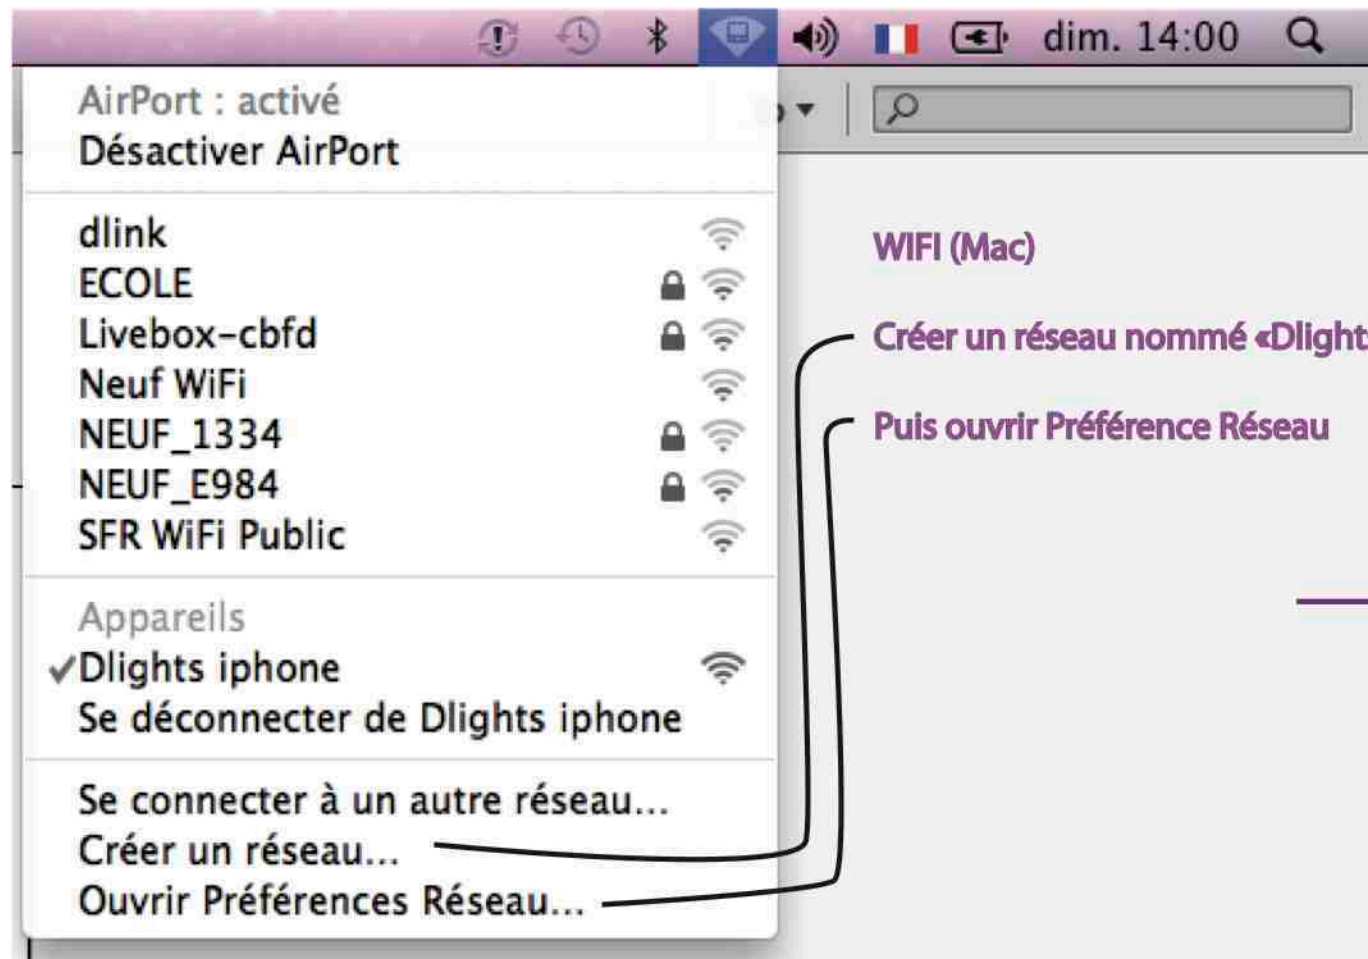 dim. 14:00
AirPort : activé
Désactiver AirPort
dlink
ECOLE
Livebox-cbfd
Neuf WiFi
NEUF_1334
NEUF_E984
SFR WiFi Public
Appareils
Dlights iphone
Se déconnecter de Dlights iphone
Se connecter à un autre réseau...
Créer un réseau...
Ouvrir Préférences Réseau...
WIFI (Mac)
Créer un réseau nommé «Dlights
Puis ouvrir Préférence Réseau